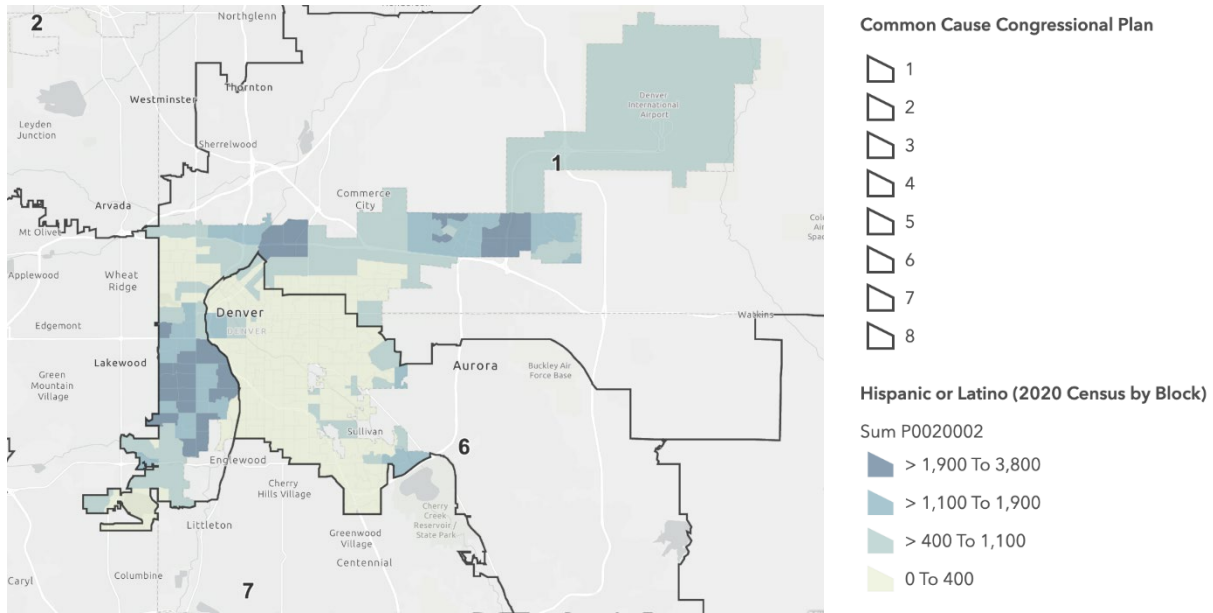 2
Northglenn
Thornton
Westminster
Leyden
Junction
Sherrelwood
Denver
International
Airport
1
Commerce
City
Arvada
Mt Olivet
Applewood
Wheat
Ridge
Denver
DENVER
Edgemont
Watkins
Lakewood
Aurora
Buckley Air
Force Base
Green
Mountain
Village
Sullivan
6
Englewood
Cherry
Hills Village
Cherry
Creek
Reservoir /
State Park
Littleton
Greenwood
Village
Centennial
Caryl
Columbine
7
Common Cause Congressional Plan
1
2
3
4
5
6
7
8
Hispanic or Latino (2020 Census by Block)
Sum P0020002
> 1,900 To 3,800
> 1,100 To 1,900
> 400 To 1,100
0 To 400